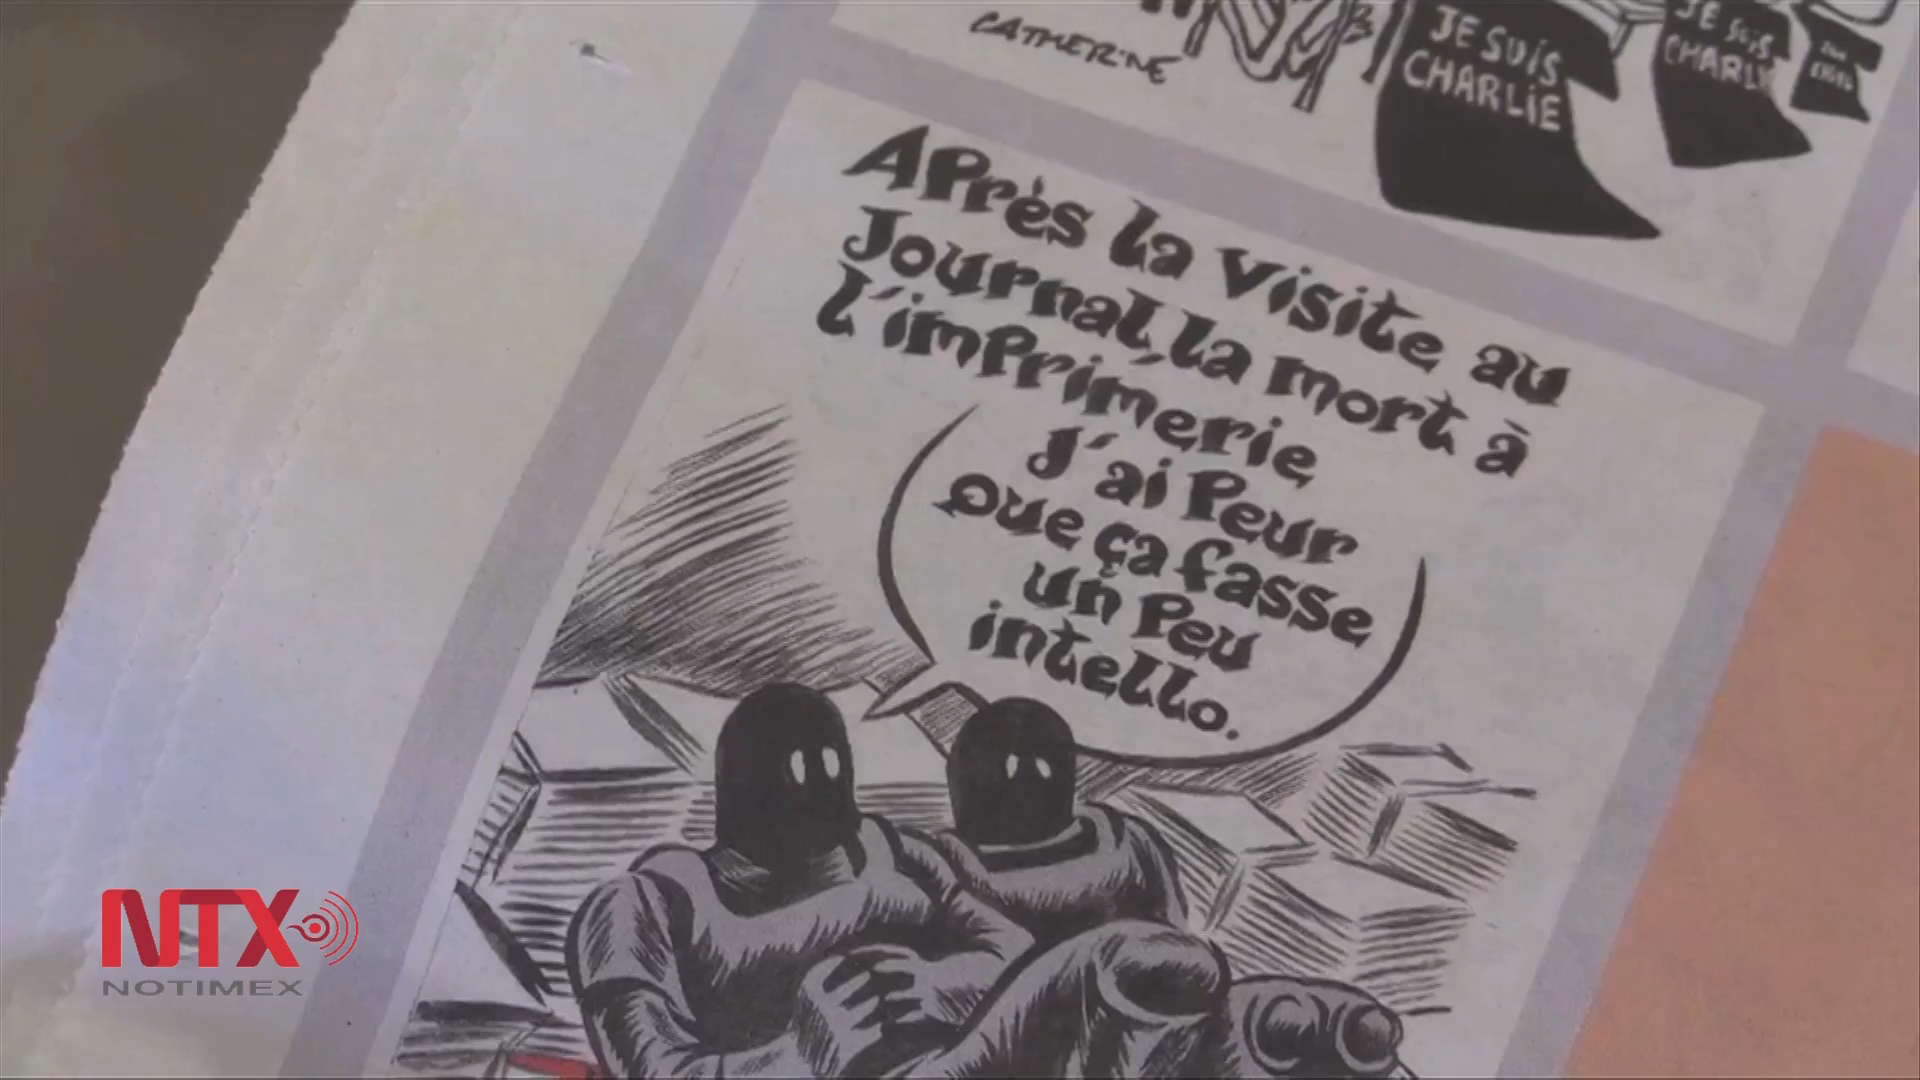 CATHERINE
JE SUIS
CHARLIE
JE SUIS
CHARLIE
Après la visite au
Journal, la mort à
l'imprimerie
J'ai Peur
que ça fasse
un Peu
intello.
NTX
NOTIMEX